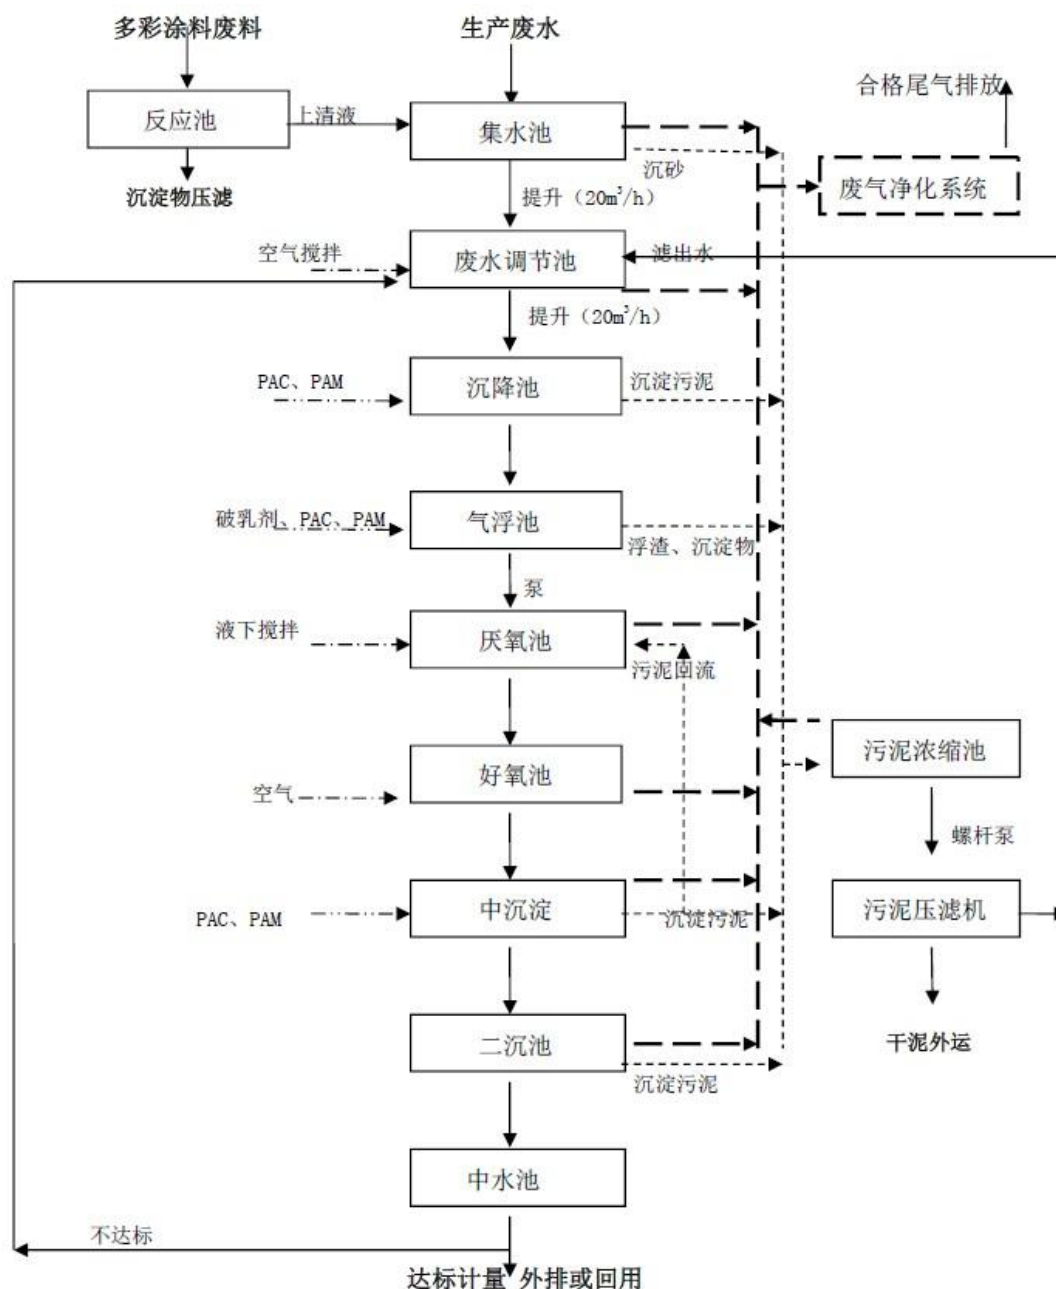 多彩涂料废料
生产废水
合格尾气排放
反应池
上清液
集水池
沉砂
废气净化系统
沉淀物压滤
提升（20m³/h）
空气搅拌
废水调节池
滤出水
提升（20m³/h）
PAC、PAM
沉降池
沉淀污泥
破乳剂、PAC、PAM
气浮池
浮渣、沉淀物
泵
液下搅拌
厌氧池
污泥回流
空气
好氧池
污泥浓缩池
螺杆泵
PAC、PAM
中沉淀
沉淀污泥
污泥压滤机
二沉池
沉淀污泥
干泥外运
中水池
不达标
达标计量 外排或回用